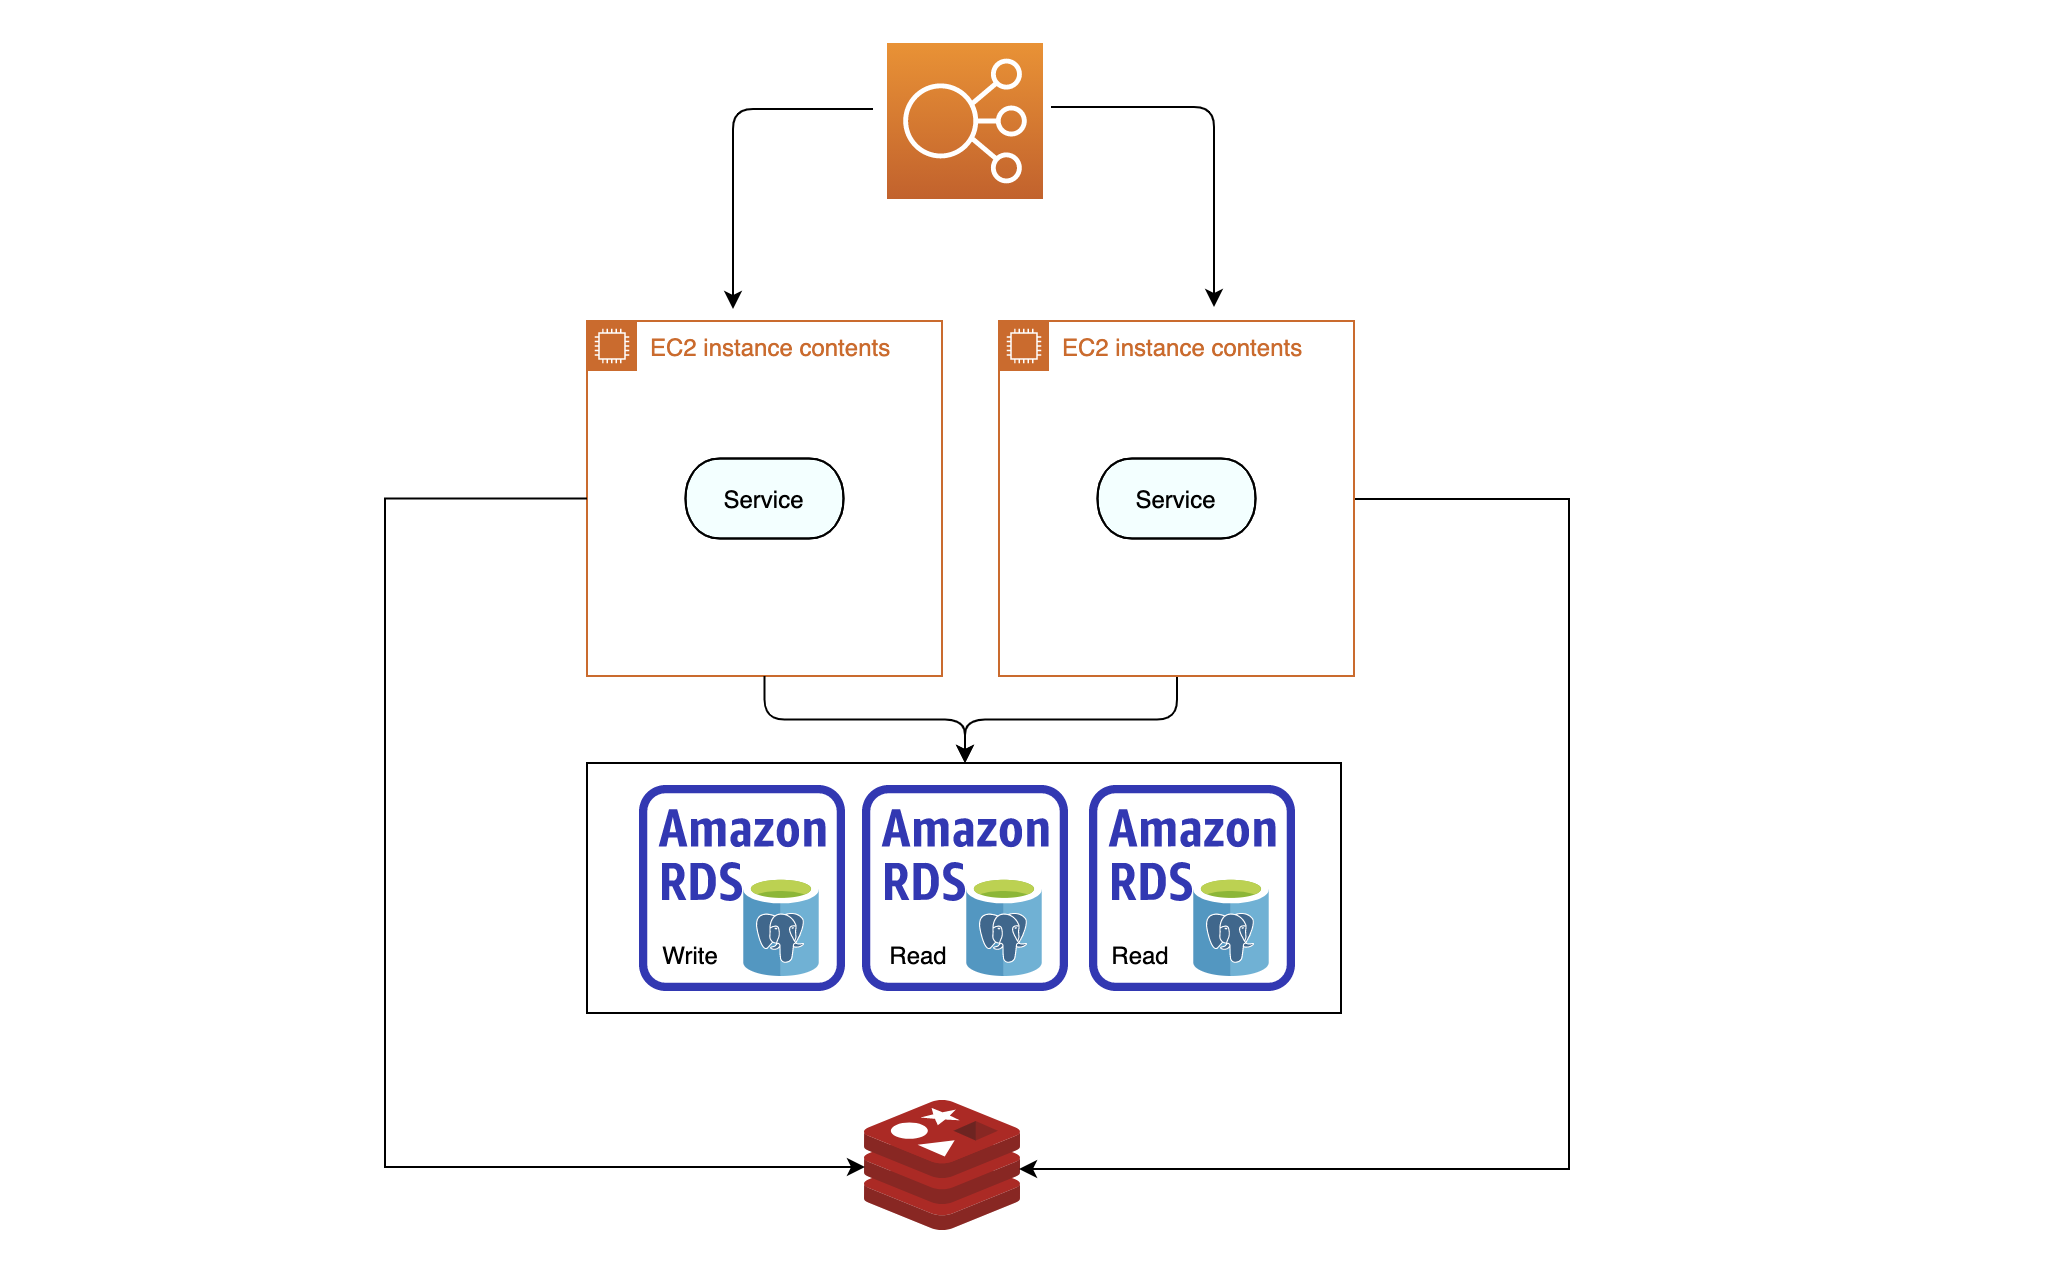 EC2 instance contents
EC2 instance contents
Service
Service
Amazon
RDS
Write
Amazon
RDS
Read
Amazon
RDS
Read